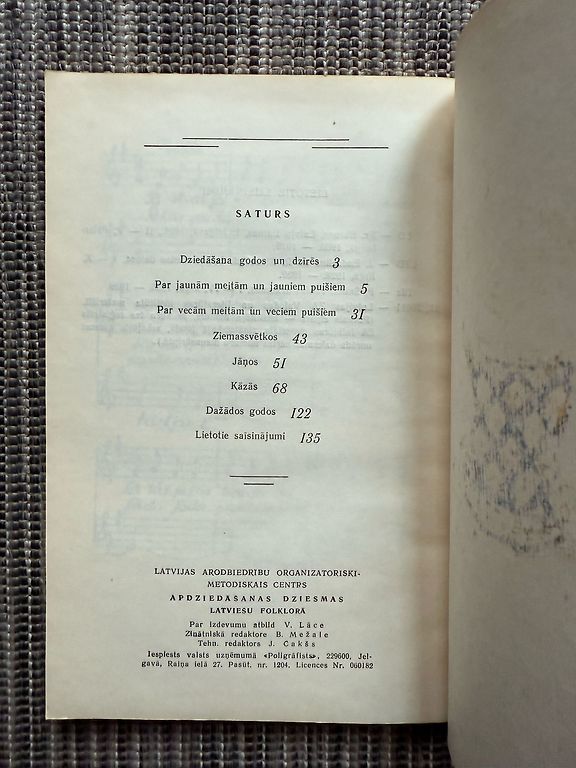 SATURS
Dziedāšana godos un dzīrēs 3
Par jaunām meitām un jauniem puišiem 5
Par vecām meitām un veciem puišiem 31
Ziemassvētkos 43
Jāņos 51
Kāzās 68
Dažādos godos 122
Lietotie saīsinājumi 135
LATVIJAS ARODBIEDRĪBU ORGANIZATORISKI-
METODISKAIS CENTRS
APDZIEDĀŠANAS DZIESMAS
LATVIEŠU FOLKLORĀ
Par izdevumu atbild V. Lāce
Zinātniskā redaktore B. Mežale
Tehn. redaktors J. Cakšs
Iespiests valsts uzņēmumā «Poligrāfists», 229600, Jel-
gavā, Raiņa ielā 27. Pasūt. nr. 1204. Licences Nr. 060182